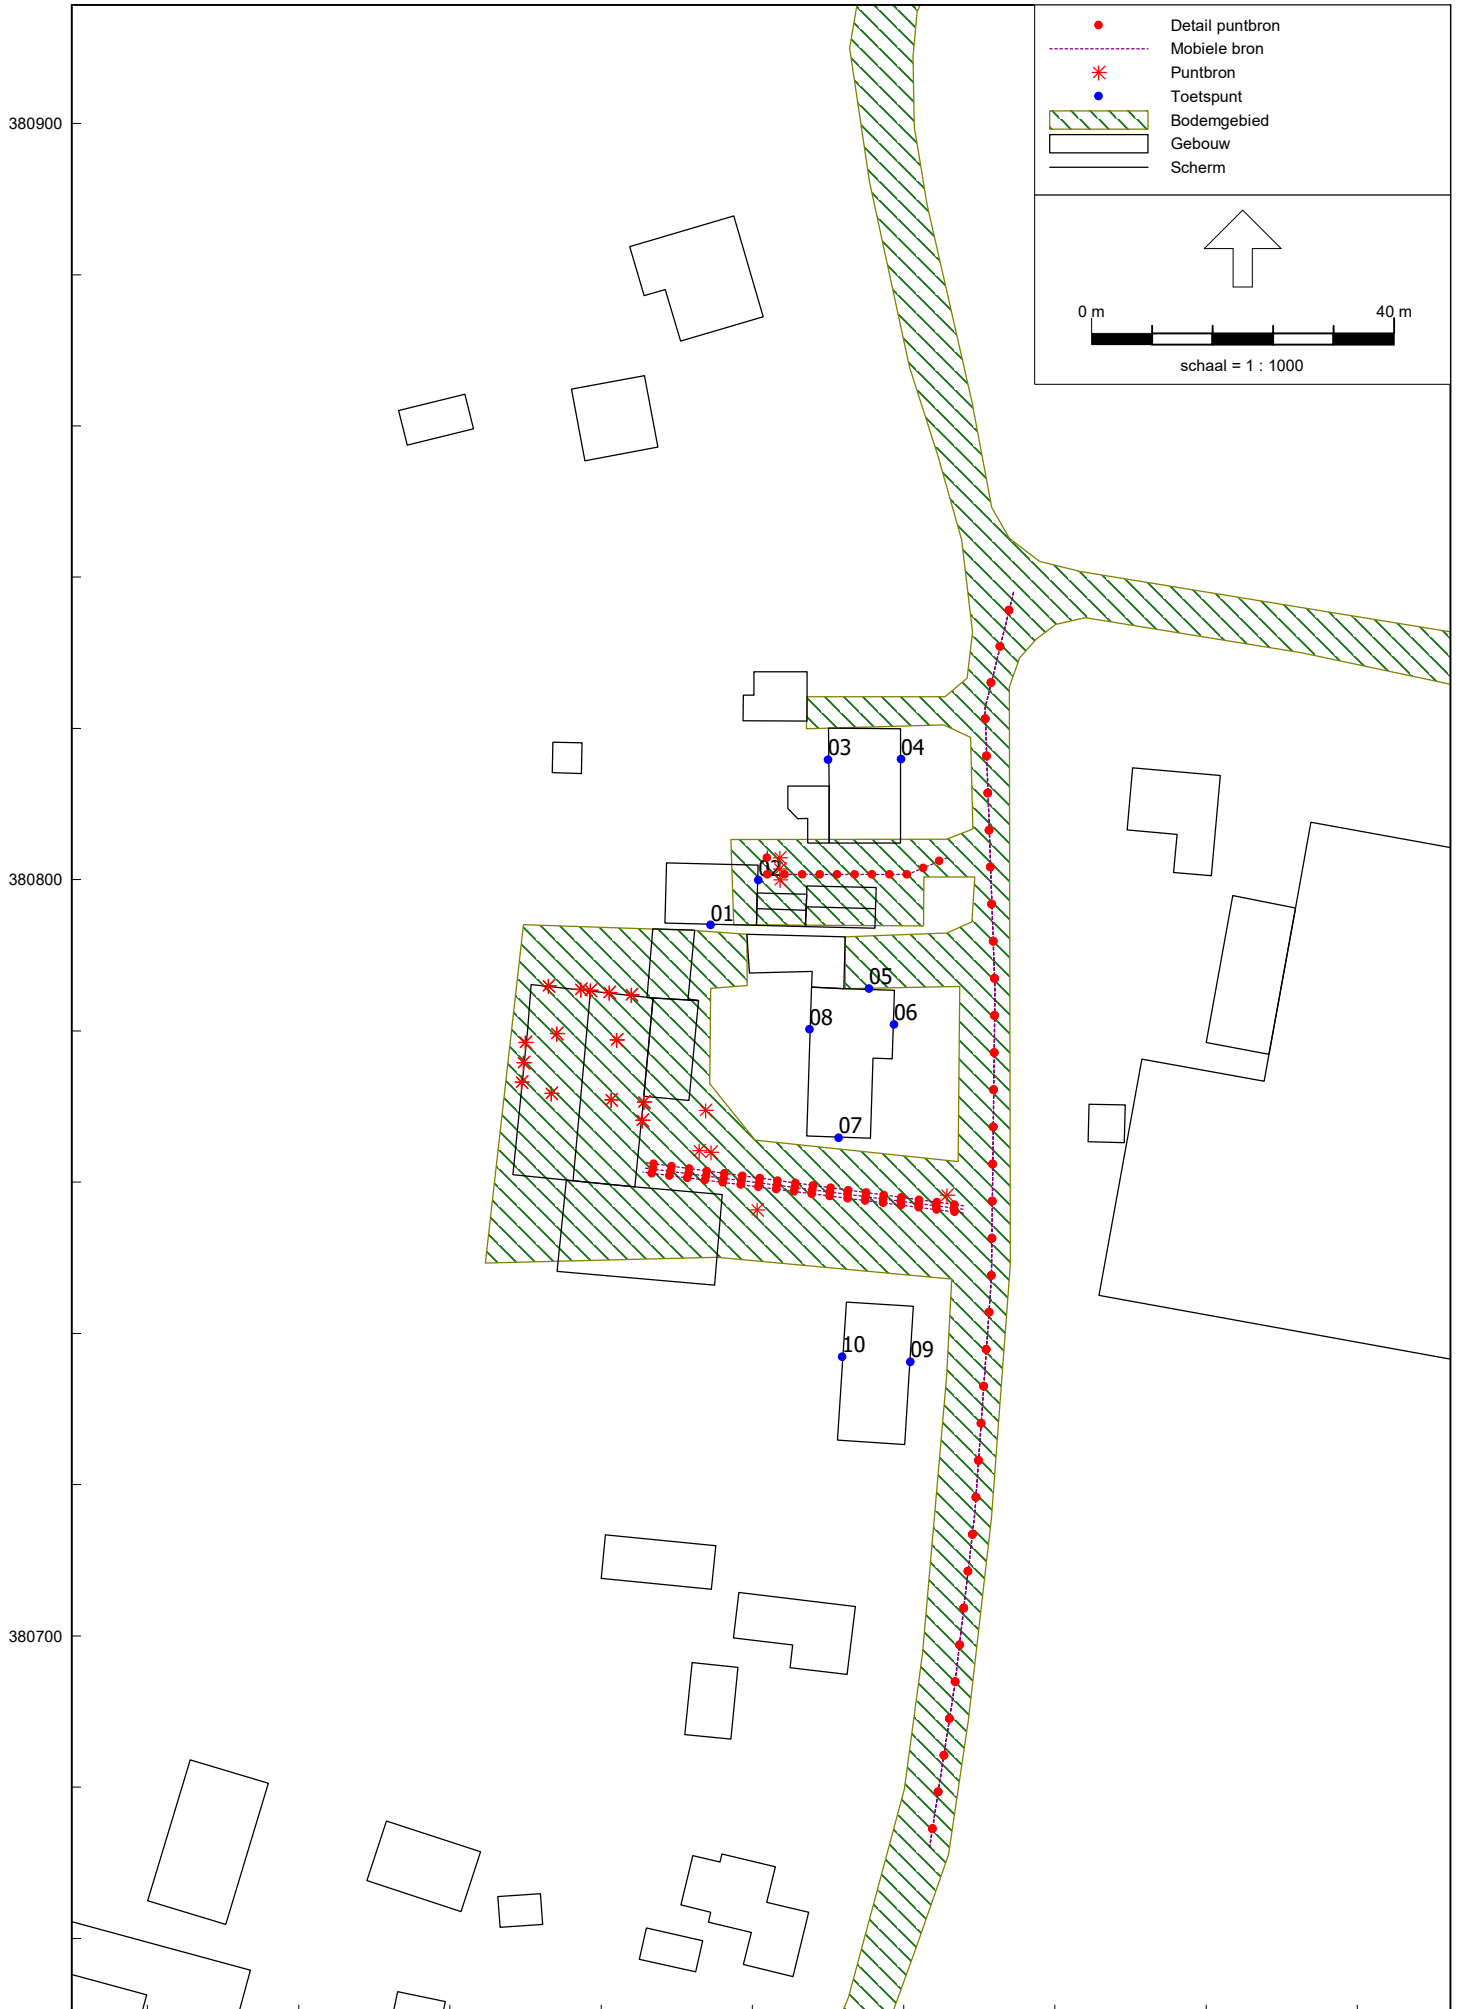 Detail puntbron
Mobiele bron
Puntbron
Toetspunt
Bodemgebied
Gebouw
Scherm
0 m 40 m
schaal = 1 : 1000
380900
03 04
02
380800
01
05
06
08
07
10
09
380700